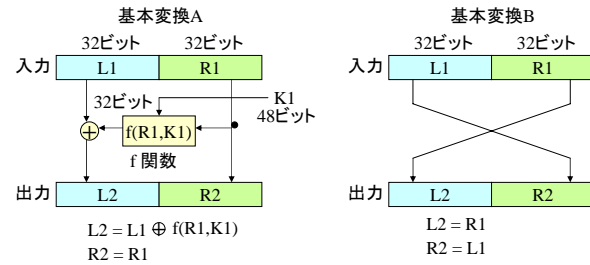 基本変換A
32ビット 32ビット
入力 L1 R1
32ビット K1
48ビット
⊕ f(R1,K1)
f 関数
出力 L2 R2
L2 = L1 ⊕ f(R1,K1)
R2 = R1
基本変換B
32ビット 32ビット
入力 L1 R1
出力 L2 R2
L2 = R1
R2 = L1